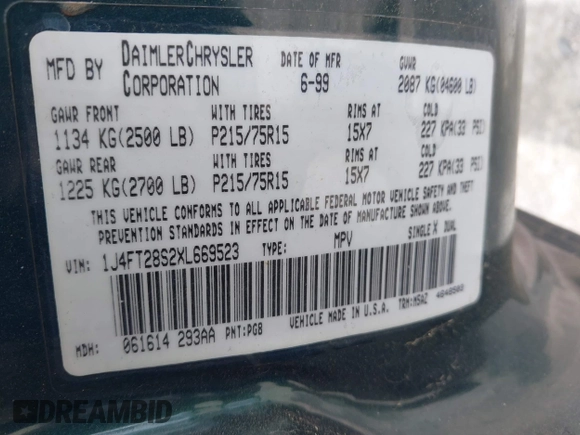 MFD BY DAIMLERCHRYSLER CORPORATION DATE OF MFR 6-99 GVWR 2087 KG(04600 LB)
GAWR FRONT WITH TIRES RIMS AT COLD
1134 KG(2500 LB) P215/75R15 15X7 227 KPA(33 PSI)
GAWR REAR WITH TIRES RIMS AT COLD
1225 KG(2700 LB) P215/75R15 15X7 227 KPA(33 PSI)
THIS VEHICLE CONFORMS TO ALL APPLICABLE FEDERAL MOTOR VEHICLE SAFETY AND THEFT
PREVENTION STANDARDS IN EFFECT ON THE DATE OF MANUFACTURE SHOWN ABOVE.
VIN: 1J4FT28S2XL669523 TYPE: MPV SINGLE X DUAL
MDH: 061614 293AA PNT:PG8 VEHICLE MADE IN U.S.A. TRM:M5AZ 4648503
DREAMBID